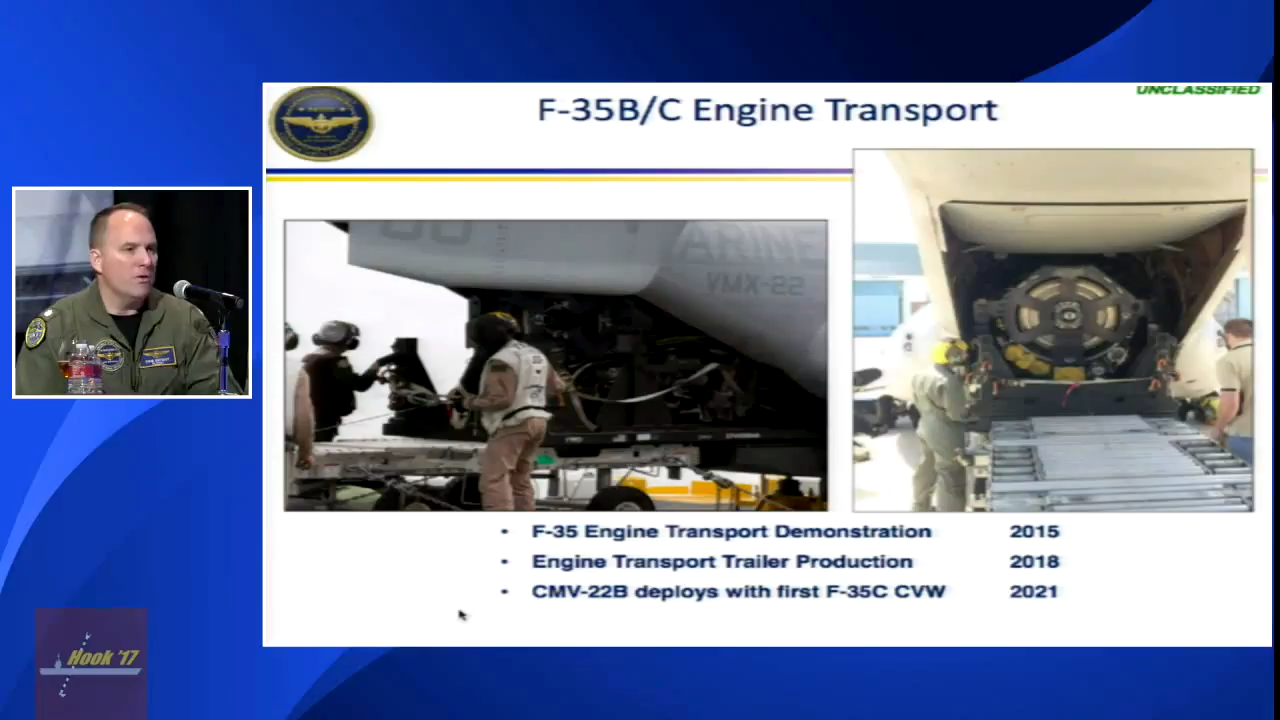 F-35B/C Engine Transport
UNCLASSIFIED
ARINE
VMX-22
• F-35 Engine Transport Demonstration 2015
• Engine Transport Trailer Production 2018
• CMV-22B deploys with first F-35C CVW 2021
Hook '17